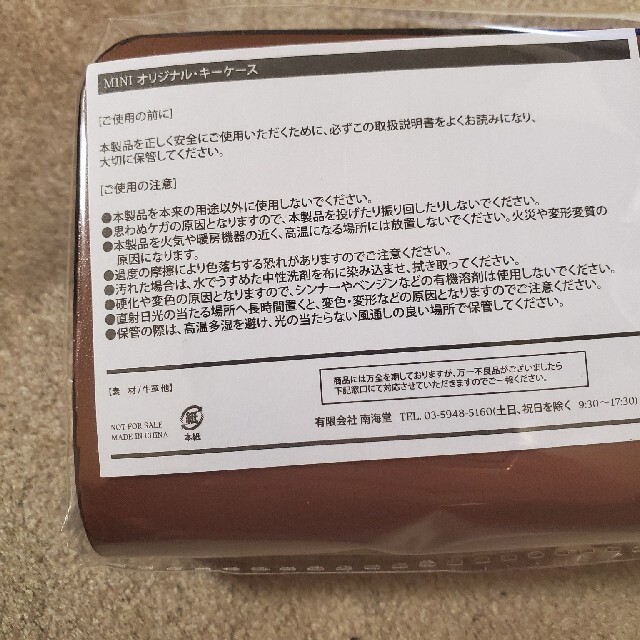 MINI オリジナル・キーケース
[ご使用の前に]
本製品を正しく安全にご使用いただくために、必ずこの取扱説明書をよくお読みになり、
大切に保管してください。
[ご使用の注意]
●本製品を本来の用途以外に使用しないでください。
●思わぬケガの原因となりますので、本製品を投げたり振り回したりしないでください。
●本製品を火気や暖房機器の近く、高温になる場所には放置しないでください。火災や変形変質の
原因になります。
●過度の摩擦により色落ちする恐れがありますのでご注意ください。
●汚れた場合は、水でうすめた中性洗剤を布に染み込ませ、拭き取ってください。
●硬化や変色の原因となりますので、シンナーやベンジンなどの有機溶剤は使用しないでください。
●直射日光の当たる場所へ長時間置くと、変色・変形などの原因となりますのでご注意ください。
●保管の際は、高温多湿を避け、光の当たらない風通しの良い場所で保管してください。
【素 材/牛革他】
商品には万全を期しておりますが、万一不良品がございましたら
下記窓口にて対応させていただきますのでご一報ください。
NOT FOR SALE
MADE IN CHINA
紙
本紙
有限会社 南海堂 TEL. 03-5948-5160(土日、祝日を除く 9:30〜17:30)